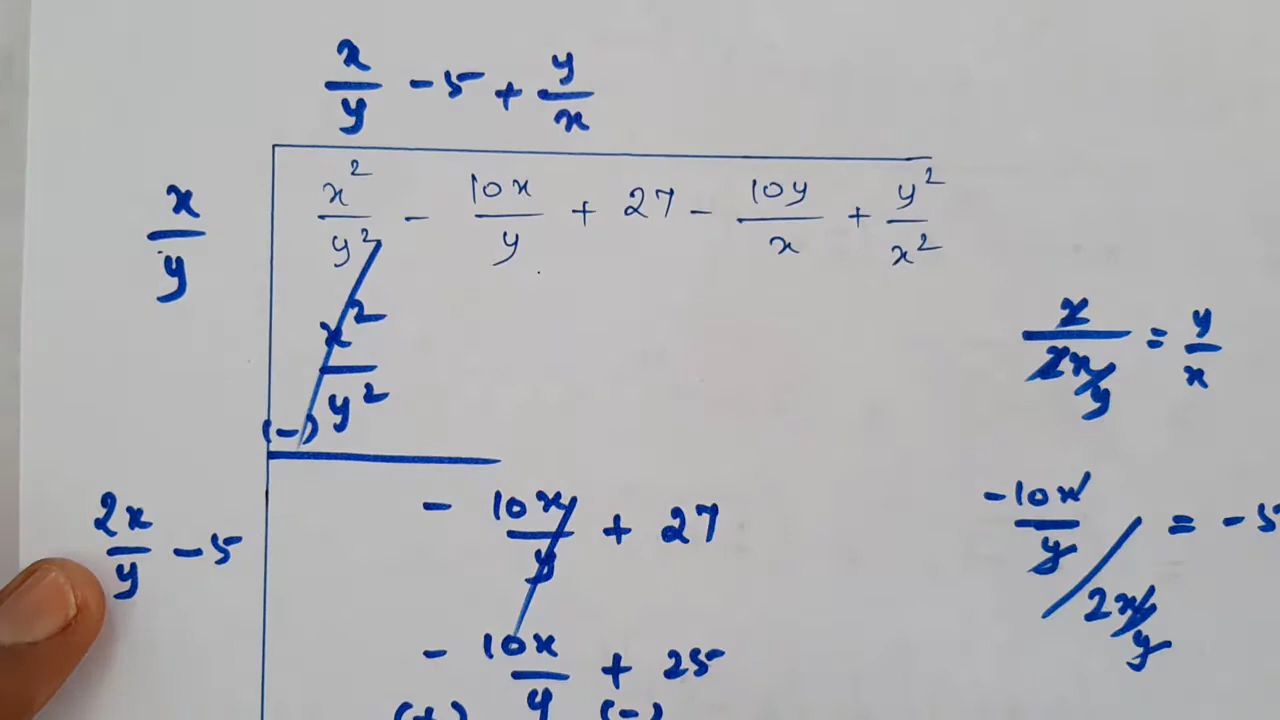 x/y - 5 + y/x
x/y
x²/y² - 10x/y + 27 - 10y/x + y²/x²
x²/y²
(-)
2/(2x/y) = y/x
2x/y - 5
- 10x/y + 27
-10x/y / 2x/y = -5
- 10x/y + 25
(+) (-)